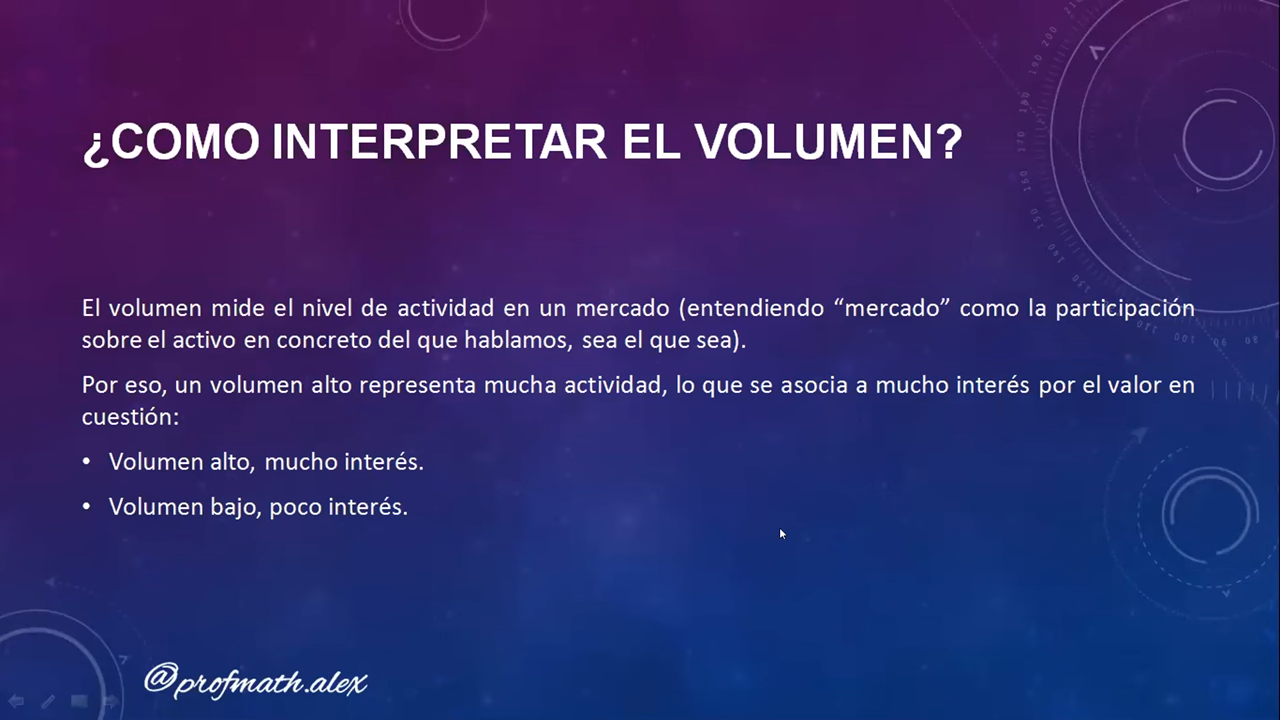 ¿COMO INTERPRETAR EL VOLUMEN?
El volumen mide el nivel de actividad en un mercado (entendiendo “mercado” como la participación
sobre el activo en concreto del que hablamos, sea el que sea).
Por eso, un volumen alto representa mucha actividad, lo que se asocia a mucho interés por el valor en
cuestión:
• Volumen alto, mucho interés.
• Volumen bajo, poco interés.
@profmath.alex